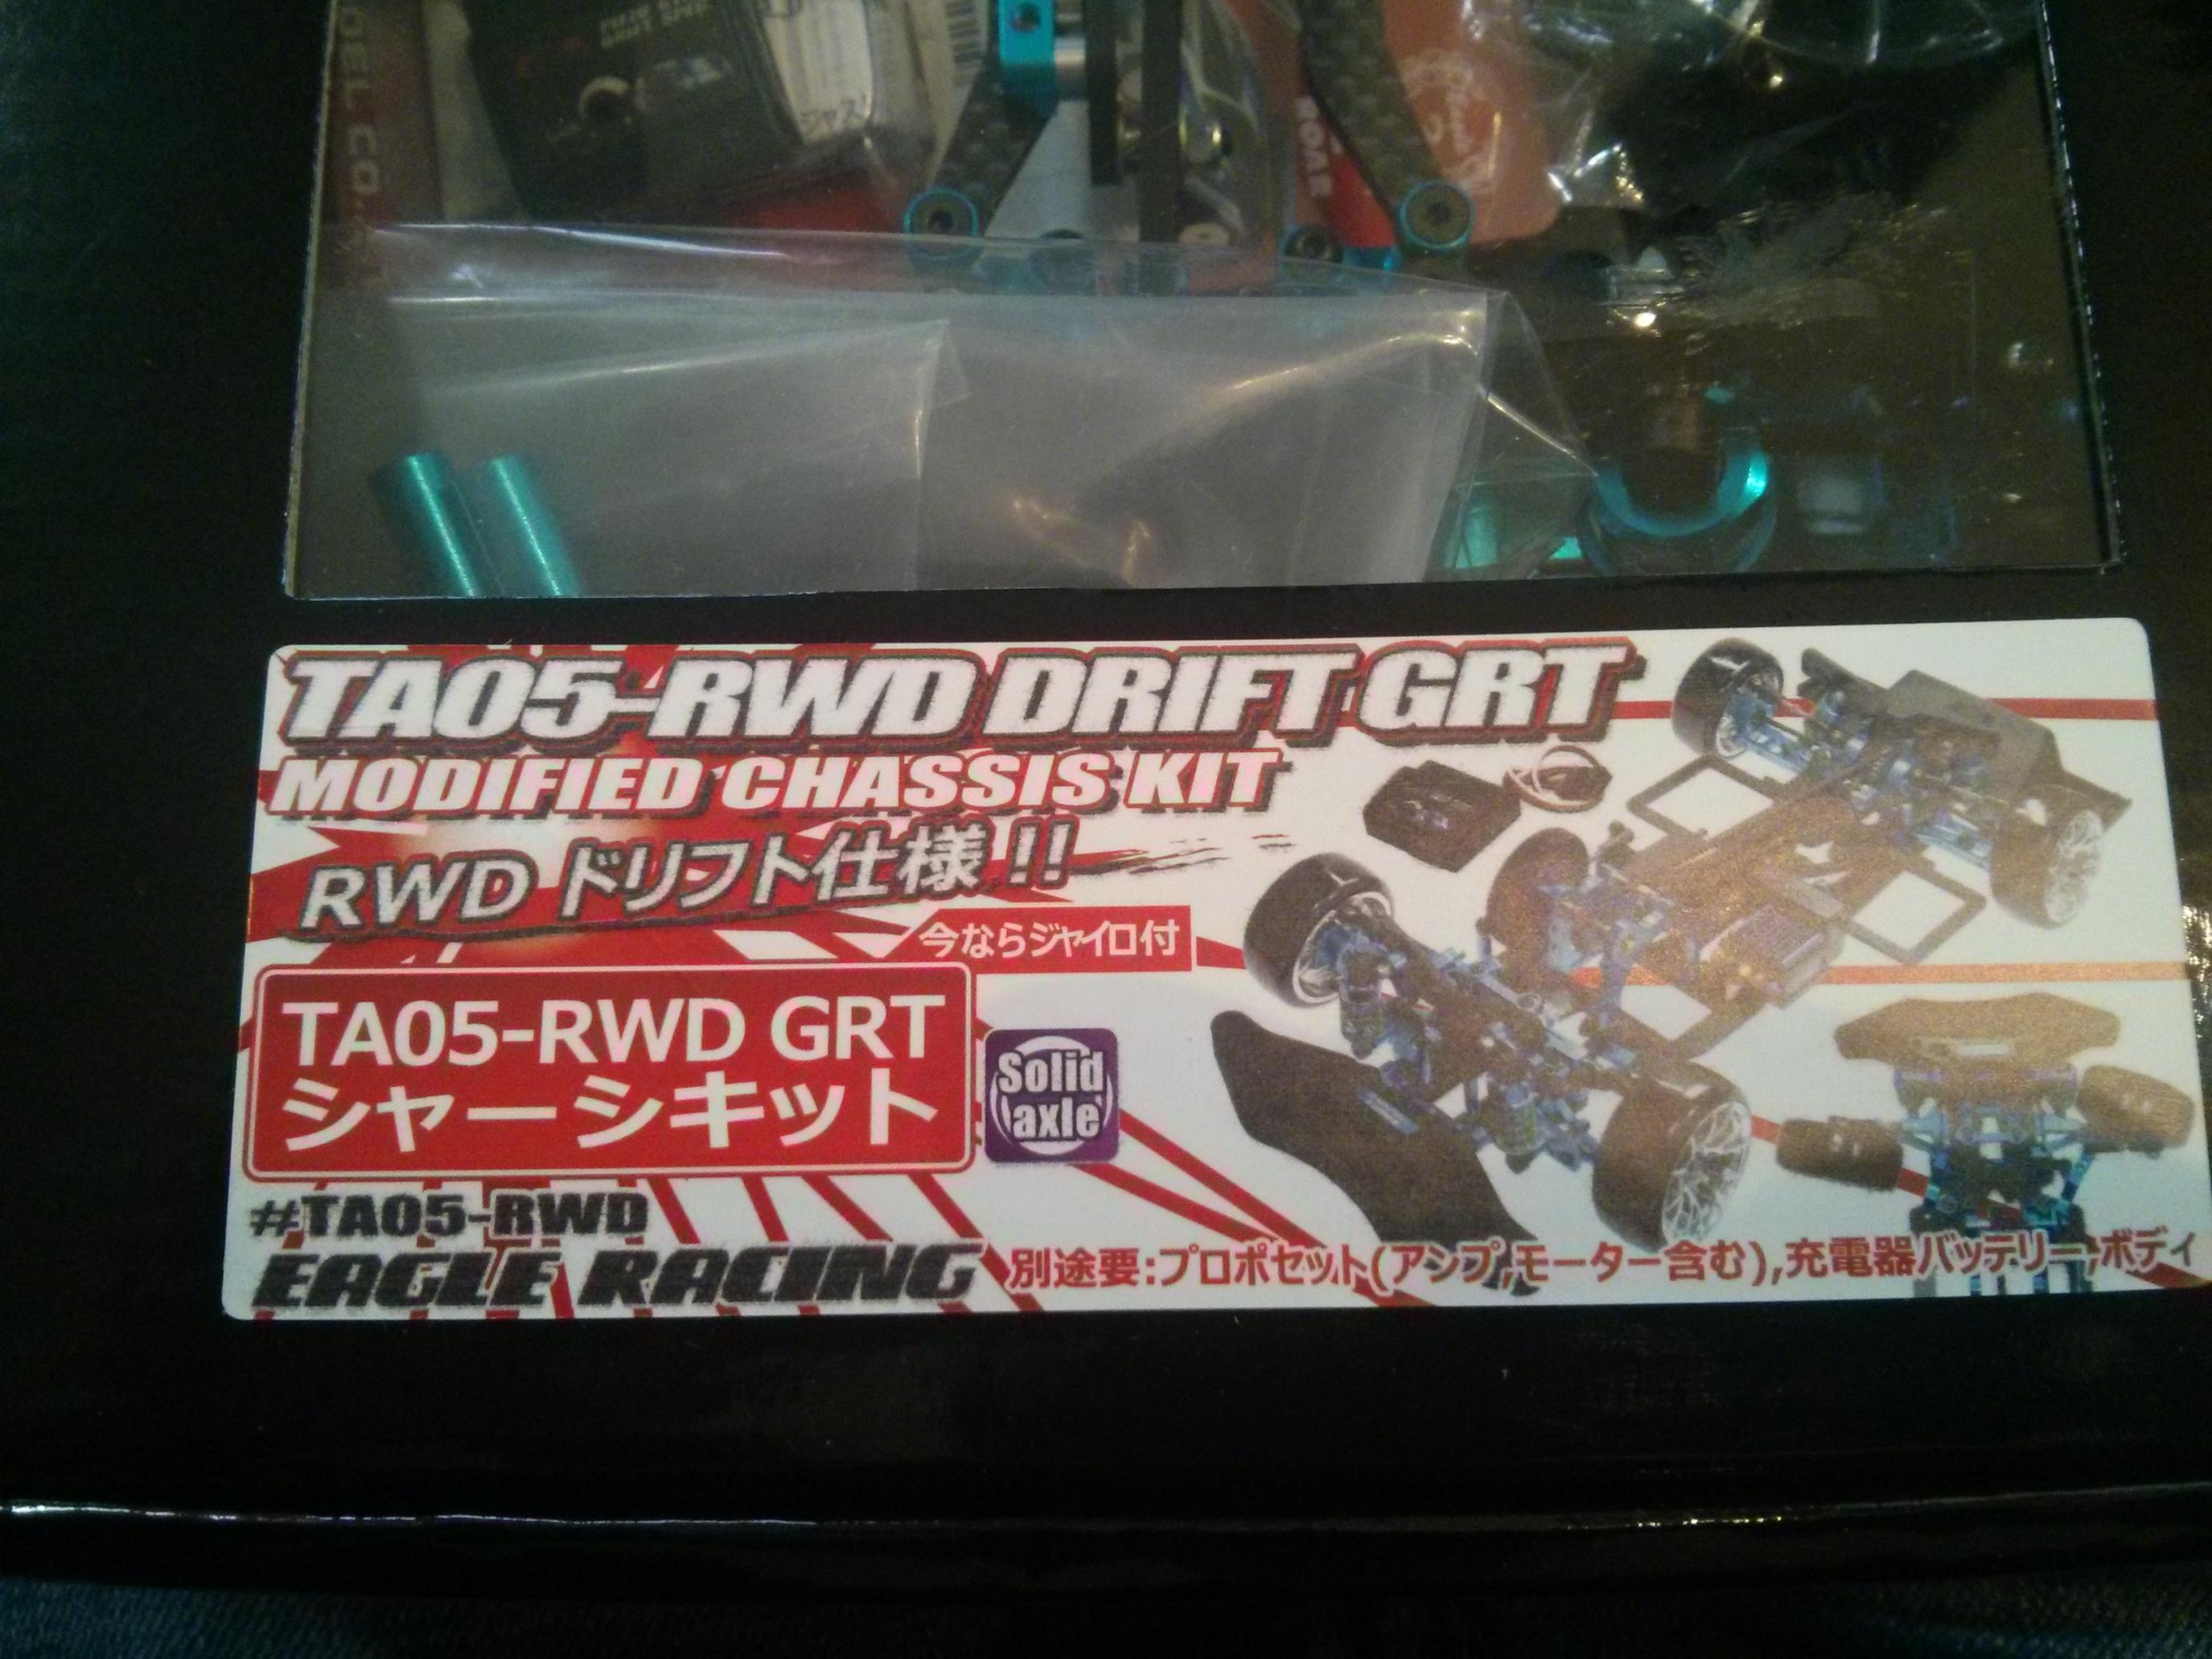 ODEL CO.
ROAR
TA05-RWD DRIFT GRT
MODIFIED CHASSIS KIT
RWD ドリフト仕様!!
今ならジャイロ付
TA05-RWD GRT
シャーシキット
Solid
axle
#TA05-RWD
EAGLE RACING
別途要:プロポセット(アンプ,モーター含む),充電器バッテリー,ボディ